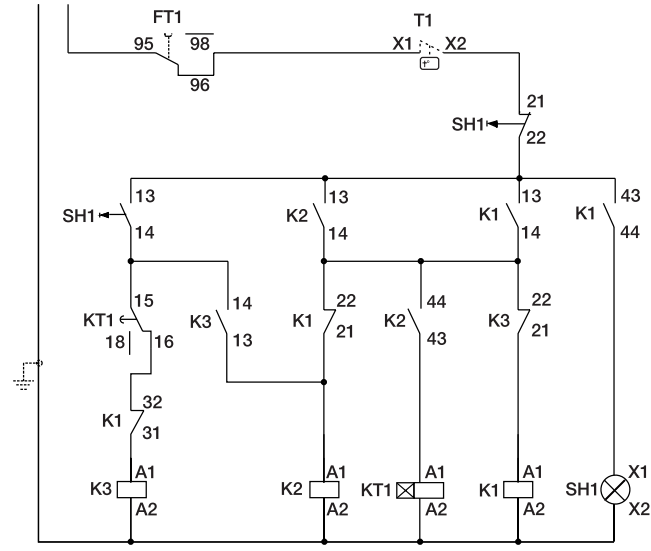 FT1 T1
95 98 X1 X2
96 t°
21
SH1
22
13 13 13 43
SH1 K2 K1 K1
14 14 14 44
15 14 22 44 22
KT1 K3 K1 K2 K3
18 16 13 21 43 21
32
K1
31
A1 A1 A1 A1 X1
K3 K2 KT1 K1 SH1
A2 A2 A2 A2 X2